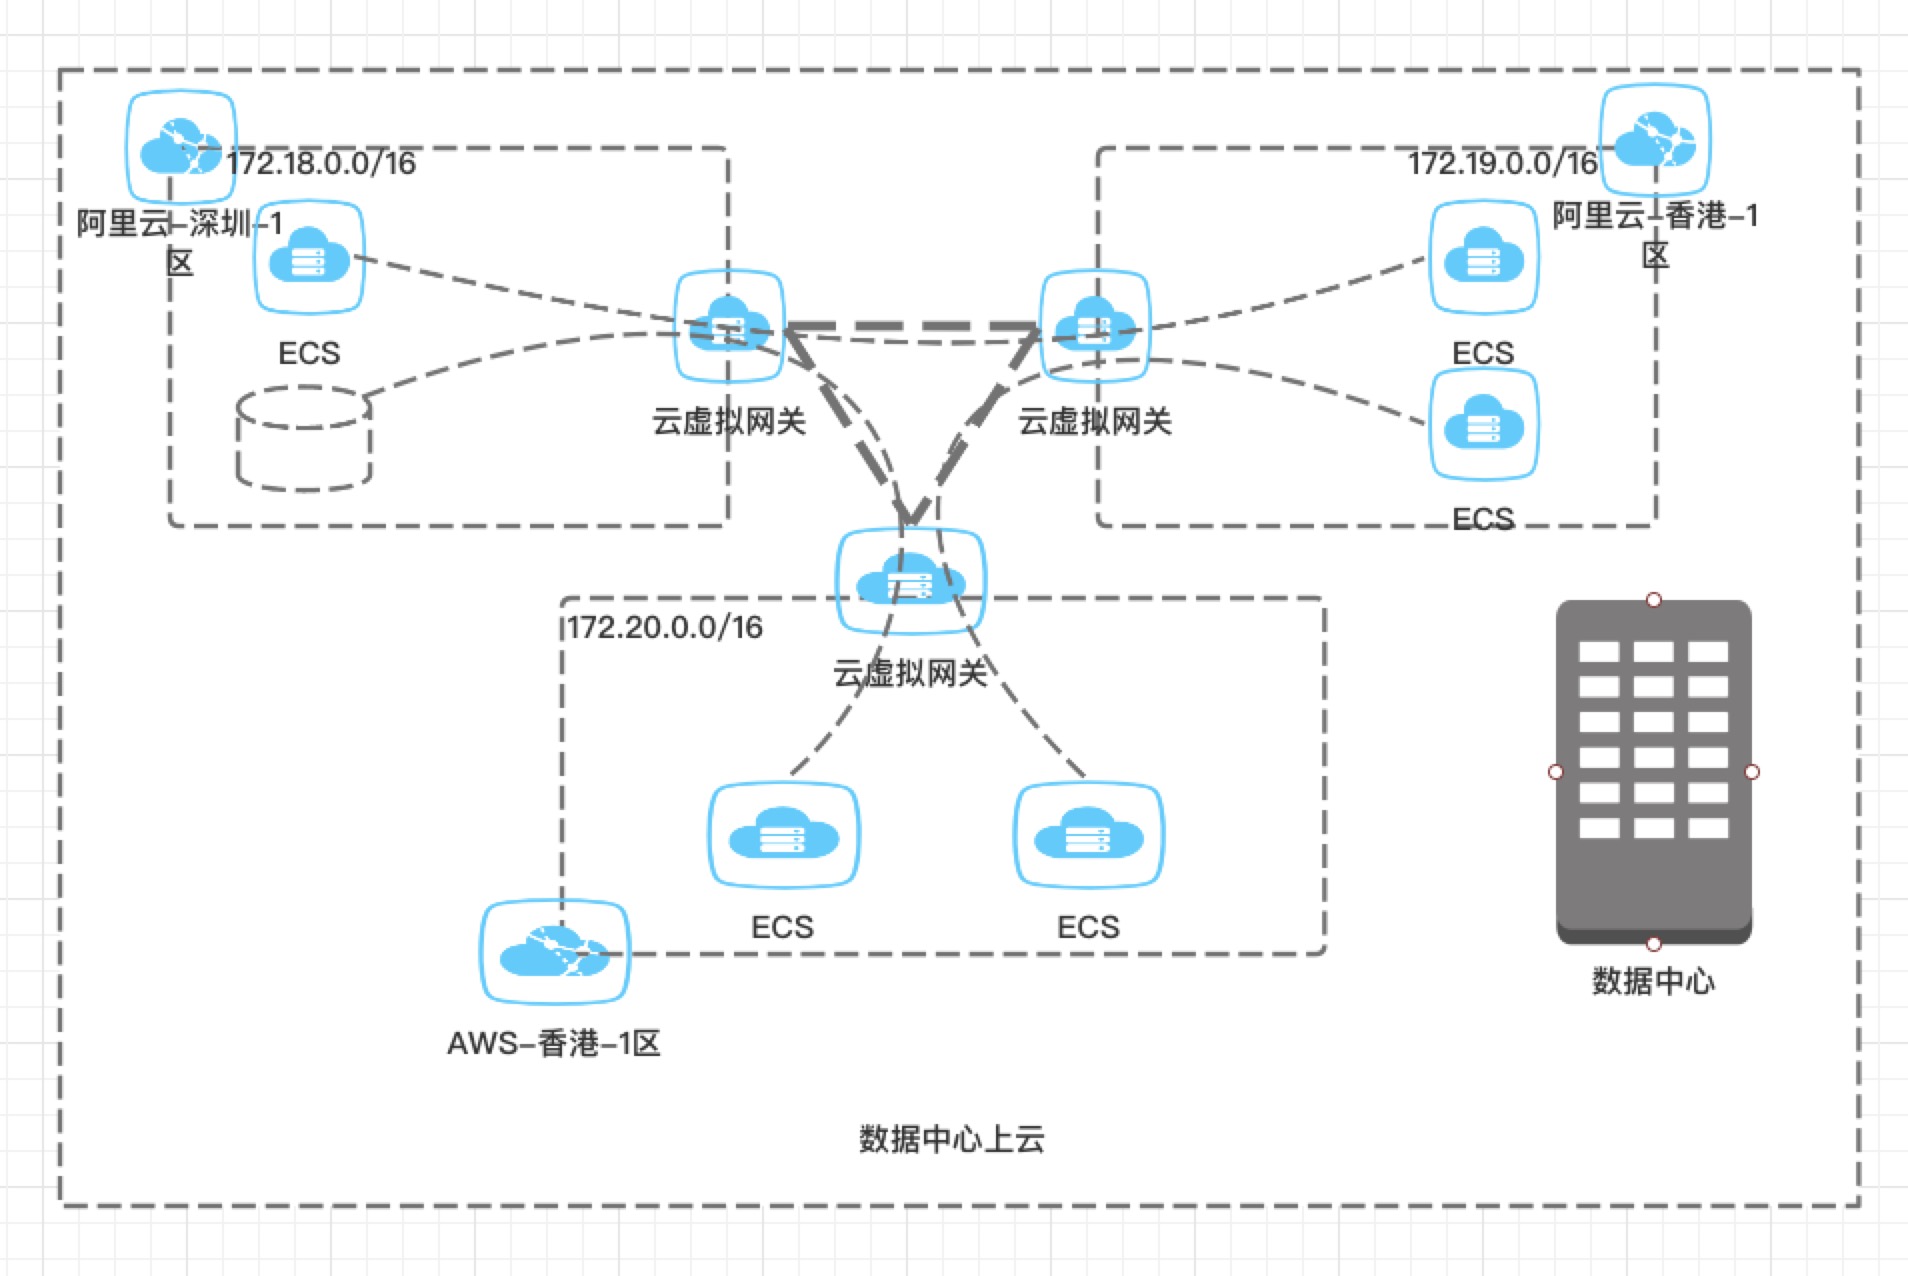 172.18.0.0/16
阿里云-深圳-1
区
ECS
云虚拟网关
172.19.0.0/16
阿里云-香港-1
区
ECS
云虚拟网关
ECS
172.20.0.0/16
云虚拟网关
ECS
ECS
AWS-香港-1区
数据中心
数据中心上云